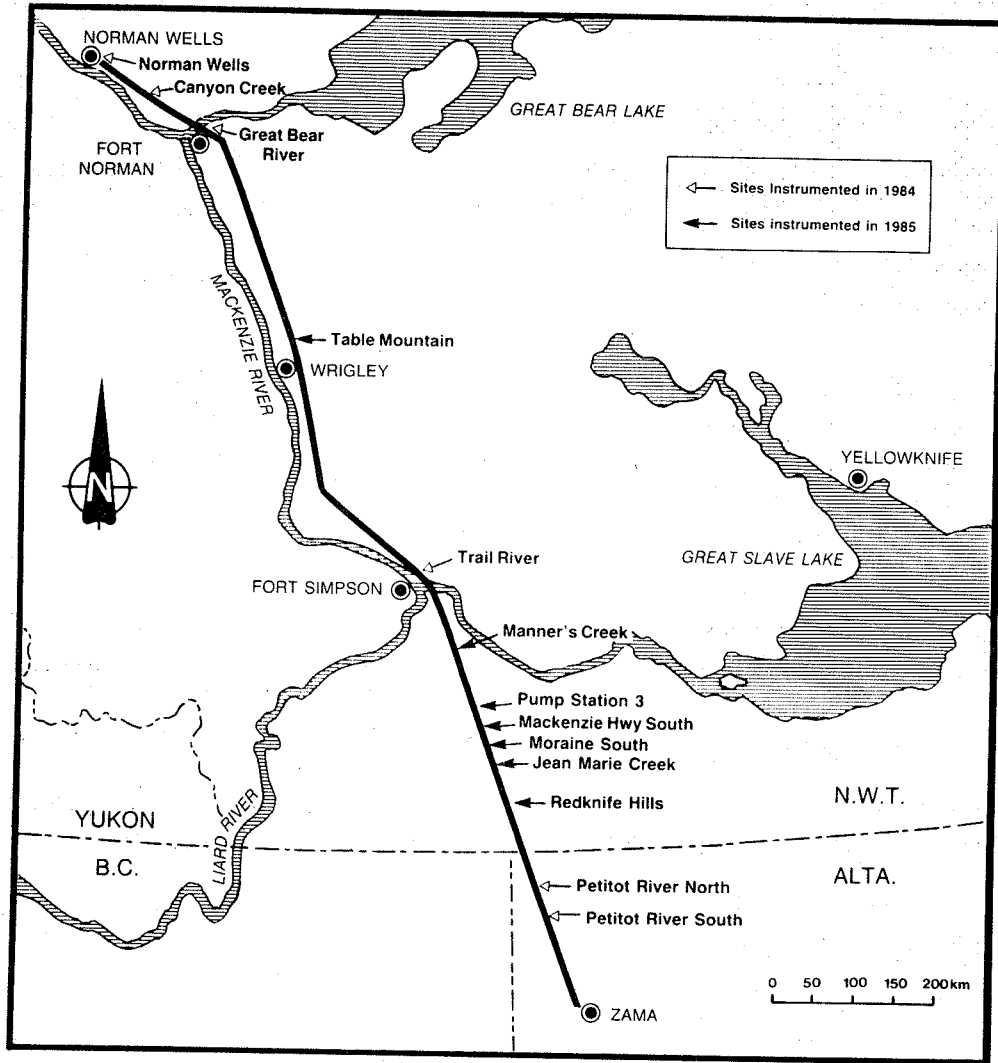 NORMAN WELLS
Norman Wells
Canyon Creek
GREAT BEAR LAKE
Great Bear
River
FORT
NORMAN
Sites Instrumented in 1984
Sites instrumented in 1985
MACKENZIE RIVER
Table Mountain
WRIGLEY
N
YELLOWKNIFE
Trail River
GREAT SLAVE LAKE
FORT SIMPSON
Manner's Creek
Pump Station 3
Mackenzie Hwy South
Moraine South
Jean Marie Creek
Redknife Hills
N.W.T.
YUKON
LIARD RIVER
B.C.
ALTA.
Petitot River North
Petitot River South
0 50 100 150 200km
ZAMA